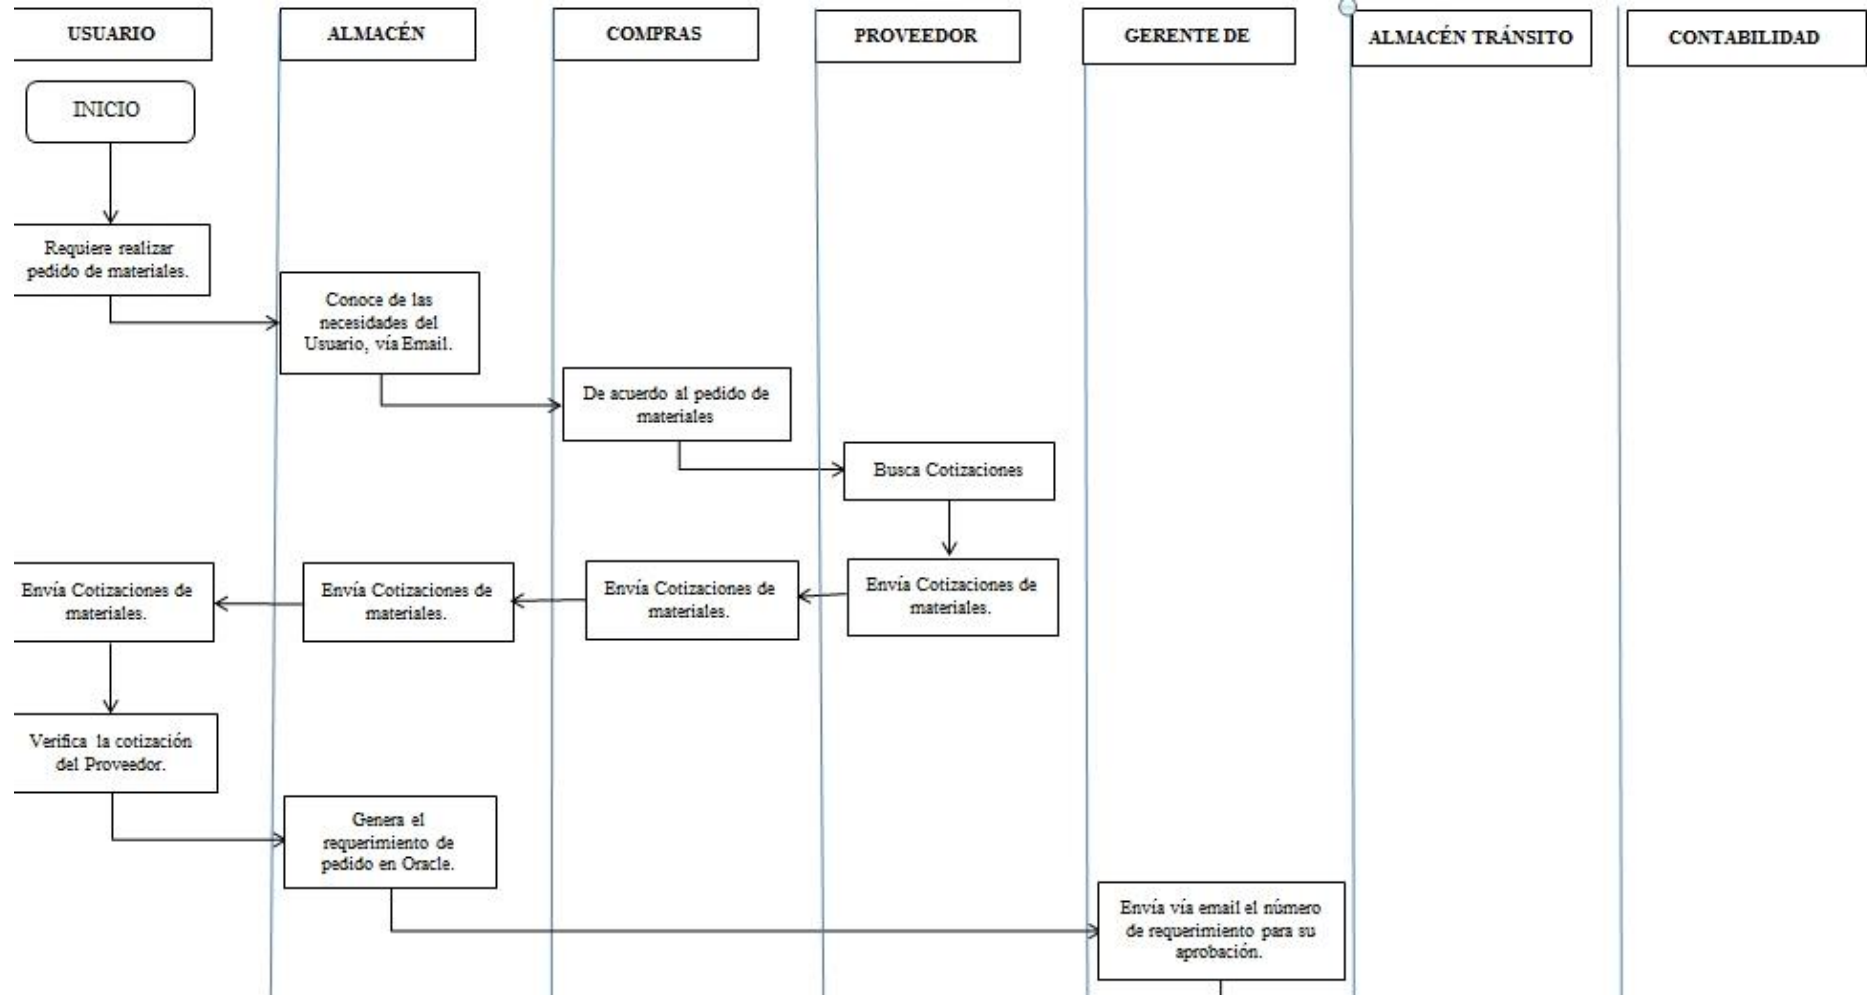 USUARIO
ALMACÉN
COMPRAS
PROVEEDOR
GERENTE DE
ALMACÉN TRÁNSITO
CONTABILIDAD
INICIO
Requiere realizar
pedido de materiales.
Conoce de las
necesidades del
Usuario, vía Email.
De acuerdo al pedido de
materiales
Busca Cotizaciones
Envía Cotizaciones de
materiales.
Envía Cotizaciones de
materiales.
Envía Cotizaciones de
materiales.
Envía Cotizaciones de
materiales.
Verifica la cotización
del Proveedor.
Genera el
requerimiento de
pedido en Oracle.
Envía vía email el número
de requerimiento para su
aprobación.